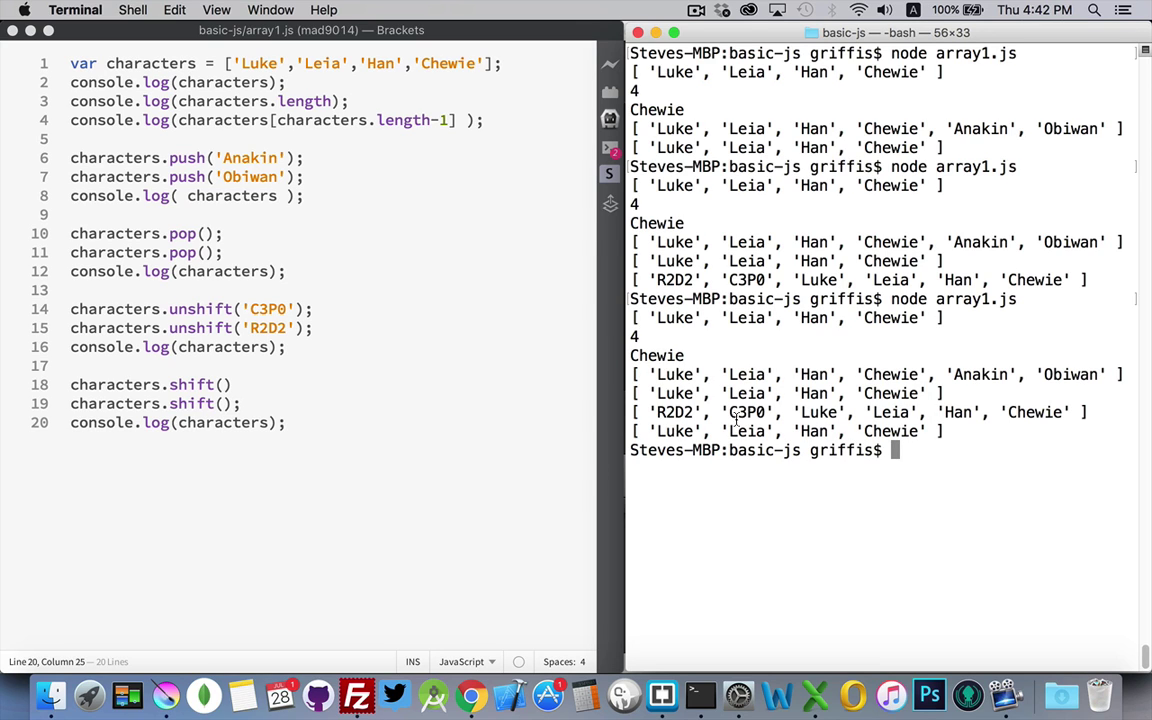 Terminal Shell Edit View Window Help
100% Thu 4:42 PM
basic-js/array1.js (mad9014) — Brackets
1 var characters = ['Luke','Leia','Han','Chewie'];
2 console.log(characters);
3 console.log(characters.length);
4 console.log(characters[characters.length-1] );
5
6 characters.push('Anakin');
7 characters.push('Obiwan');
8 console.log( characters );
9
10 characters.pop();
11 characters.pop();
12 console.log(characters);
13
14 characters.unshift('C3P0');
15 characters.unshift('R2D2');
16 console.log(characters);
17
18 characters.shift()
19 characters.shift();
20 console.log(characters);
Line 20, Column 25 — 20 Lines
INS
JavaScript
Spaces: 4
2
S
basic-js — -bash — 56×33
Steves-MBP:basic-js griffis$ node array1.js
[ 'Luke', 'Leia', 'Han', 'Chewie' ]
4
Chewie
[ 'Luke', 'Leia', 'Han', 'Chewie', 'Anakin', 'Obiwan' ]
[ 'Luke', 'Leia', 'Han', 'Chewie' ]
Steves-MBP:basic-js griffis$ node array1.js
[ 'Luke', 'Leia', 'Han', 'Chewie' ]
4
Chewie
[ 'Luke', 'Leia', 'Han', 'Chewie', 'Anakin', 'Obiwan' ]
[ 'Luke', 'Leia', 'Han', 'Chewie' ]
[ 'R2D2', 'C3P0', 'Luke', 'Leia', 'Han', 'Chewie' ]
Steves-MBP:basic-js griffis$ node array1.js
[ 'Luke', 'Leia', 'Han', 'Chewie' ]
4
Chewie
[ 'Luke', 'Leia', 'Han', 'Chewie', 'Anakin', 'Obiwan' ]
[ 'Luke', 'Leia', 'Han', 'Chewie' ]
[ 'R2D2', 'C3P0', 'Luke', 'Leia', 'Han', 'Chewie' ]
[ 'Luke', 'Leia', 'Han', 'Chewie' ]
Steves-MBP:basic-js griffis$
28
1
Fz
1
W
X
Ps